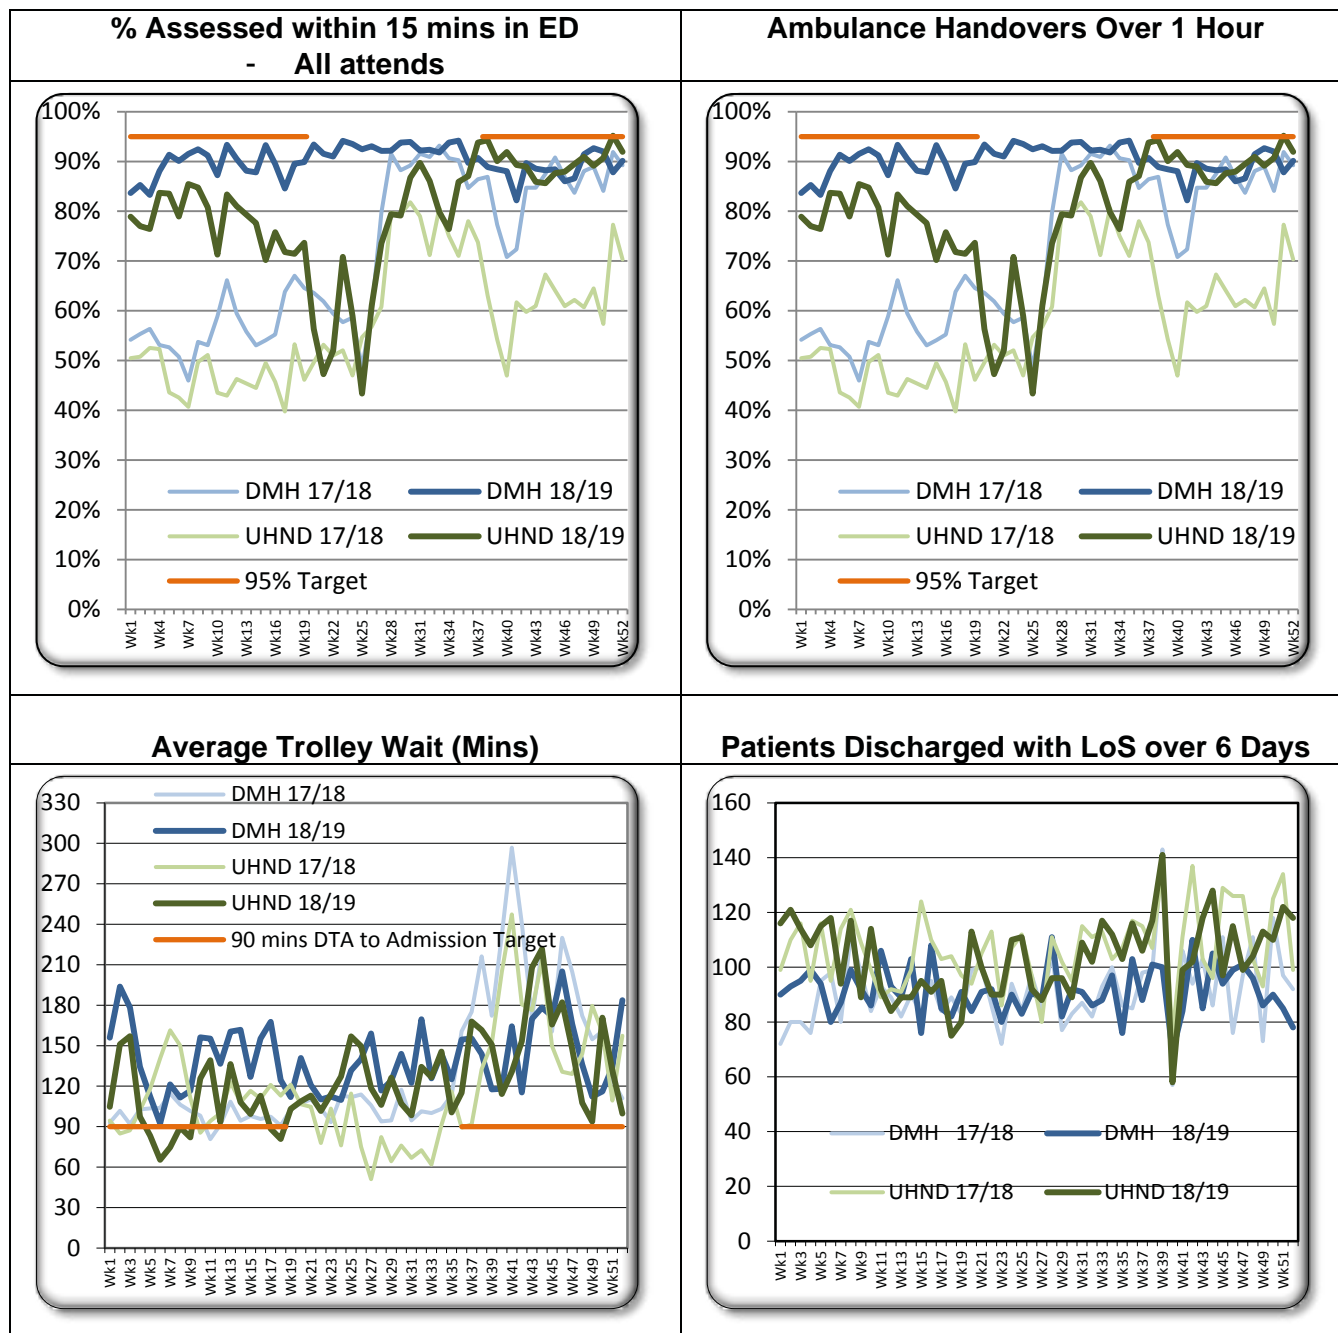 % Assessed within 15 mins in ED
- All attends
Ambulance Handovers Over 1 Hour
100%
90%
80%
70%
60%
50%
40%
30%
20%
10%
0%
DMH 17/18
DMH 18/19
UHND 17/18
UHND 18/19
95% Target
Wk1
Wk4
Wk7
Wk10
Wk13
Wk16
Wk19
Wk22
Wk25
Wk28
Wk31
Wk34
Wk37
Wk40
Wk43
Wk46
Wk49
Wk52
100%
90%
80%
70%
60%
50%
40%
30%
20%
10%
0%
DMH 17/18
DMH 18/19
UHND 17/18
UHND 18/19
95% Target
Wk1
Wk4
Wk7
Wk10
Wk13
Wk16
Wk19
Wk22
Wk25
Wk28
Wk31
Wk34
Wk37
Wk40
Wk43
Wk46
Wk49
Wk52
Average Trolley Wait (Mins)
Patients Discharged with LoS over 6 Days
330
300
270
240
210
180
150
120
90
60
30
0
DMH 17/18
DMH 18/19
UHND 17/18
UHND 18/19
90 mins DTA to Admission Target
Wk1
Wk3
Wk5
Wk7
Wk9
Wk11
Wk13
Wk15
Wk17
Wk19
Wk21
Wk23
Wk25
Wk27
Wk29
Wk31
Wk33
Wk35
Wk37
Wk39
Wk41
Wk43
Wk45
Wk47
Wk49
Wk51
160
140
120
100
80
60
40
20
0
DMH 17/18
DMH 18/19
UHND 17/18
UHND 18/19
Wk1
Wk3
Wk5
Wk7
Wk9
Wk11
Wk13
Wk15
Wk17
Wk19
Wk21
Wk23
Wk25
Wk27
Wk29
Wk31
Wk33
Wk35
Wk37
Wk39
Wk41
Wk43
Wk45
Wk47
Wk49
Wk51